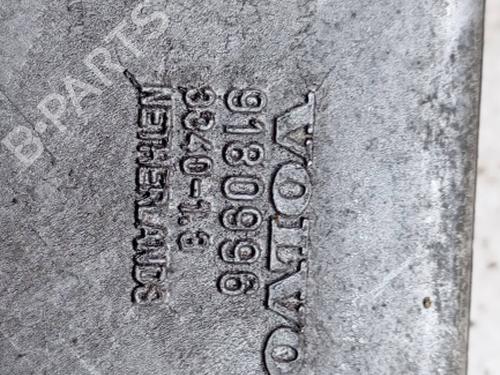 VOLVO
9180996
3340-1.6
NETHERLANDS
B-PARTS